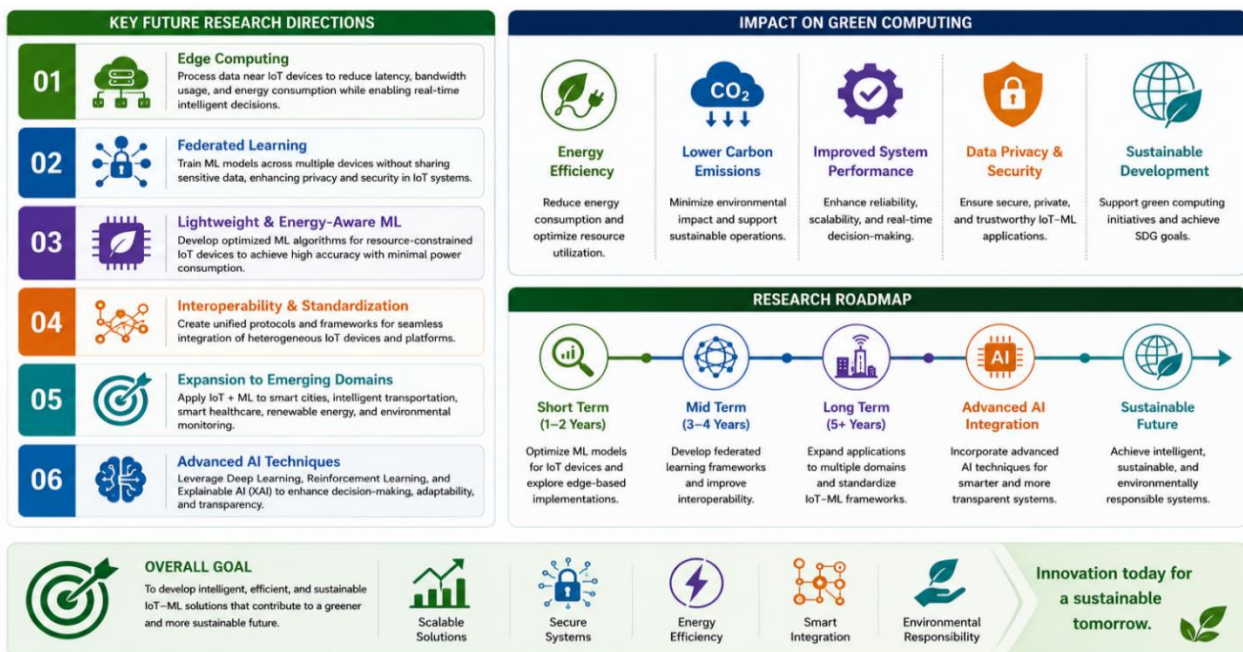 KEY FUTURE RESEARCH DIRECTIONS
01
Edge Computing
Process data near IoT devices to reduce latency, bandwidth
usage, and energy consumption while enabling real-time
intelligent decisions.
02
Federated Learning
Train ML models across multiple devices without sharing
sensitive data, enhancing privacy and security in IoT systems.
03
Lightweight & Energy-Aware ML
Develop optimized ML algorithms for resource-constrained
IoT devices to achieve high accuracy with minimal power
consumption.
04
Interoperability & Standardization
Create unified protocols and frameworks for seamless
integration of heterogeneous IoT devices and platforms.
05
Expansion to Emerging Domains
Apply IoT + ML to smart cities, intelligent transportation,
smart healthcare, renewable energy, and environmental
monitoring.
06
Advanced AI Techniques
Leverage Deep Learning, Reinforcement Learning, and
Explainable AI (XAI) to enhance decision-making, adaptability,
and transparency.
IMPACT ON GREEN COMPUTING
Energy
Efficiency
Reduce energy
consumption and
optimize resource
utilization.
CO₂
Lower Carbon
Emissions
Minimize environmental
impact and support
sustainable operations.
Improved System
Performance
Enhance reliability,
scalability, and real-time
decision-making.
Data Privacy &
Security
Ensure secure, private,
and trustworthy IoT-ML
applications.
Sustainable
Development
Support green computing
initiatives and achieve
SDG goals.
RESEARCH ROADMAP
Short Term
(1–2 Years)
Optimize ML models
for IoT devices and
explore edge-based
implementations.
Mid Term
(3–4 Years)
Develop federated
learning frameworks
and improve
interoperability.
Long Term
(5+ Years)
Expand applications
to multiple domains
and standardize
IoT-ML frameworks.
AI
Advanced AI
Integration
Incorporate advanced
AI techniques for
smarter and more
transparent systems.
Sustainable
Future
Achieve intelligent,
sustainable, and
environmentally
responsible systems.
OVERALL GOAL
To develop intelligent, efficient, and sustainable
IoT–ML solutions that contribute to a greener
and more sustainable future.
Scalable
Solutions
Secure
Systems
Energy
Efficiency
Smart
Integration
Environmental
Responsibility
Innovation today for
a sustainable
tomorrow.